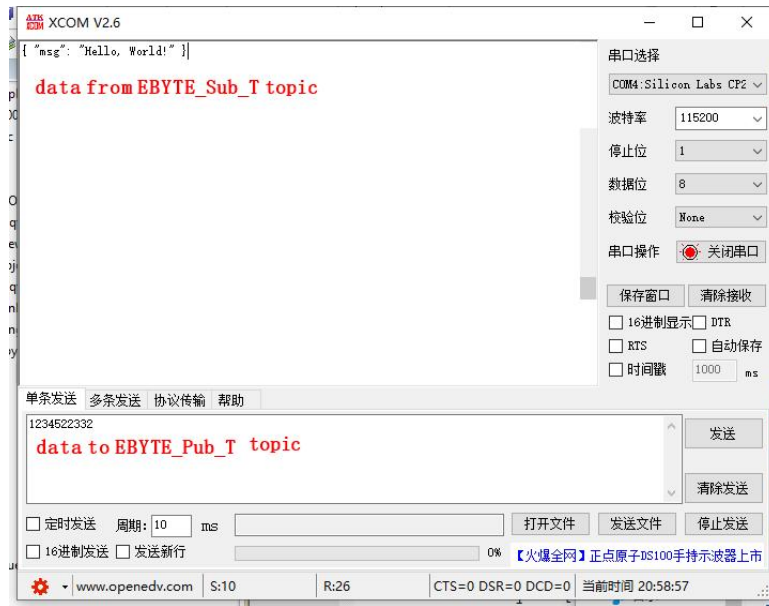 XCOM V2.6
{ "msg": "Hello, World!" }
data from EBYTE_Sub_T topic
串口选择
COM4:Silicon Labs CP2
波特率 115200
停止位 1
数据位 8
校验位 None
串口操作 关闭串口
保存窗口 清除接收
16进制显示 DTR
RTS 自动保存
时间戳 1000 ms
单条发送 多条发送 协议传输 帮助
1234522332
data to EBYTE_Pub_T topic
发送
清除发送
定时发送 周期: 10 ms 打开文件 发送文件 停止发送
16进制发送 发送新行 0% 【火爆全网】正点原子DS100手持示波器上市
www.openedv.com S:10 R:26 CTS=0 DSR=0 DCD=0 当前时间 20:58:57